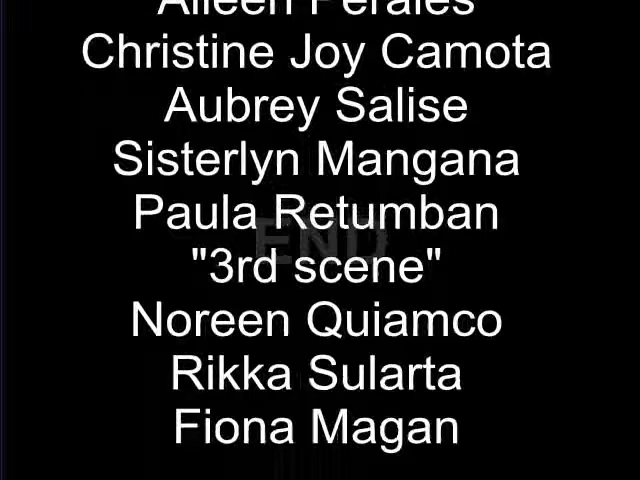 Aileen Perales
Christine Joy Camota
Aubrey Salise
Sisterlyn Mangana
Paula Retumban
END
"3rd scene"
Noreen Quiamco
Rikka Sularta
Fiona Magan